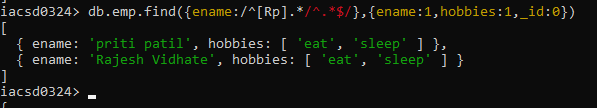 iacsd0324> db.emp.find({ename:/^[Rp].*/^.*$/},{ename:1,hobbies:1,_id:0})
[
  { ename: 'priti patil', hobbies: [ 'eat', 'sleep' ] },
  { ename: 'Rajesh Vidhate', hobbies: [ 'eat', 'sleep' ] }
]
iacsd0324>